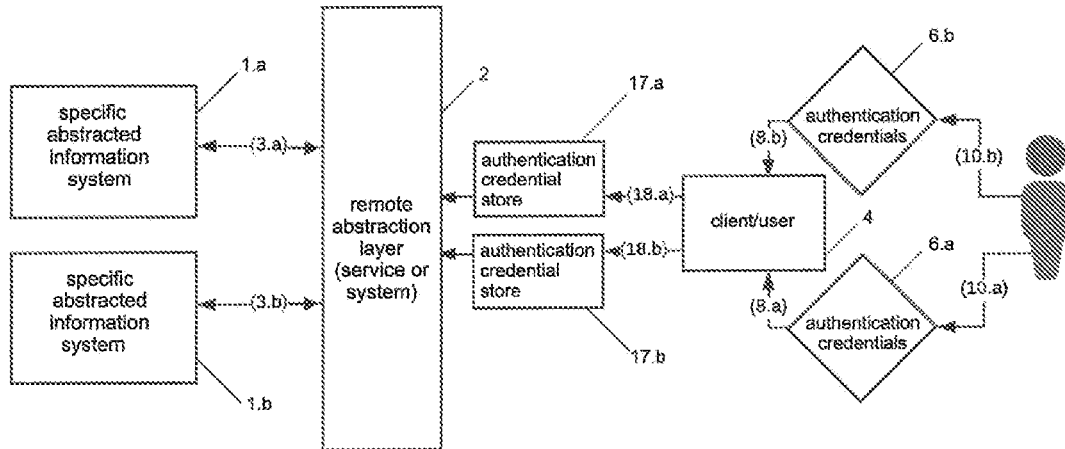 1.a
specific
abstracted
information
system
(3.a)
2
remote
abstraction
layer
(service or
system)
17.a
authentication
credential
store
(18.a)
authentication
credential
store
(18.b)
17.b
client/user
4
6.b
authentication
credentials
(8.b)
(10.b)
6.a
authentication
credentials
(8.a)
(10.a)
specific
abstracted
information
system
(3.b)
1.b